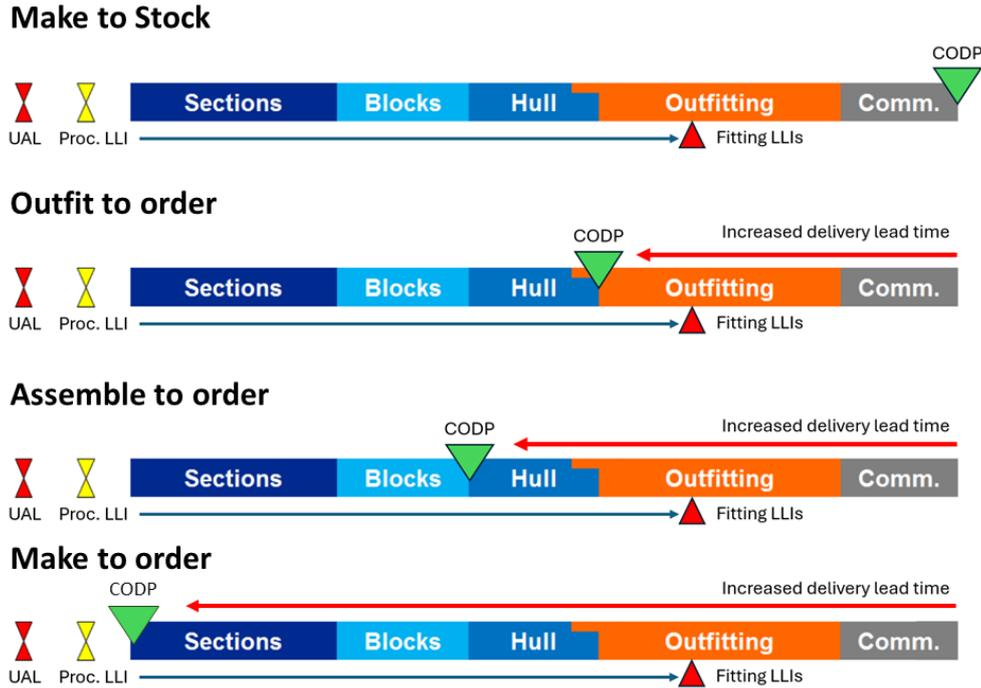 Make to Stock
CODP
Sections Blocks Hull Outfitting Comm.
UAL Proc. LLI Fitting LLIs
Outfit to order
CODP Increased delivery lead time
Sections Blocks Hull Outfitting Comm.
UAL Proc. LLI Fitting LLIs
Assemble to order
CODP Increased delivery lead time
Sections Blocks Hull Outfitting Comm.
UAL Proc. LLI Fitting LLIs
Make to order
CODP Increased delivery lead time
Sections Blocks Hull Outfitting Comm.
UAL Proc. LLI Fitting LLIs